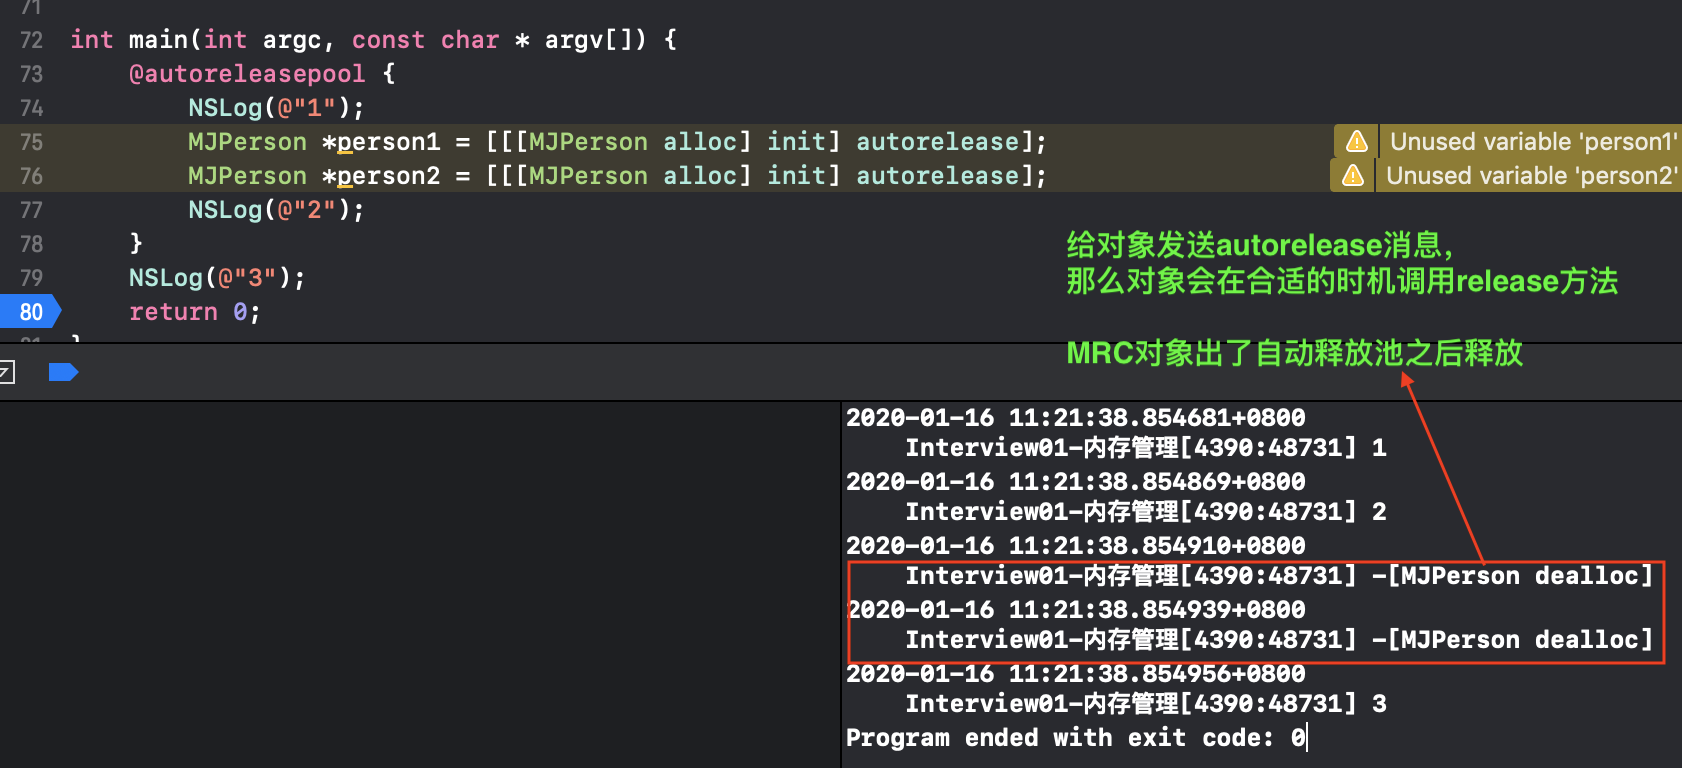 71
72 int main(int argc, const char * argv[]) {
73 @autoreleasepool {
74 NSLog(@"1");
75 MJPerson *person1 = [[[MJPerson alloc] init] autorelease]; Unused variable 'person1'
76 MJPerson *person2 = [[[MJPerson alloc] init] autorelease]; Unused variable 'person2'
77 NSLog(@"2");
78 }
79 NSLog(@"3");
80 return 0;
81 }
给对象发送autorelease消息,
那么对象会在合适的时机调用release方法
MRC对象出了自动释放池之后释放
2020-01-16 11:21:38.854681+0800
Interview01-内存管理[4390:48731] 1
2020-01-16 11:21:38.854869+0800
Interview01-内存管理[4390:48731] 2
2020-01-16 11:21:38.854910+0800
Interview01-内存管理[4390:48731] -[MJPerson dealloc]
2020-01-16 11:21:38.854939+0800
Interview01-内存管理[4390:48731] -[MJPerson dealloc]
2020-01-16 11:21:38.854956+0800
Interview01-内存管理[4390:48731] 3
Program ended with exit code: 0